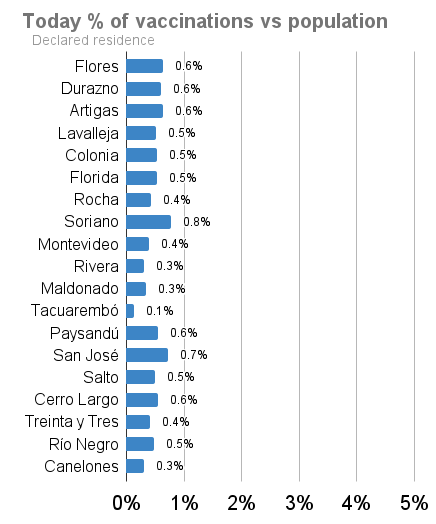 Today % of vaccinations vs population
Declared residence
Flores 0.6%
Durazno 0.6%
Artigas 0.6%
Lavalleja 0.5%
Colonia 0.5%
Florida 0.5%
Rocha 0.4%
Soriano 0.8%
Montevideo 0.4%
Rivera 0.3%
Maldonado 0.3%
Tacuarembó 0.1%
Paysandú 0.6%
San José 0.7%
Salto 0.5%
Cerro Largo 0.6%
Treinta y Tres 0.4%
Río Negro 0.5%
Canelones 0.3%
0% 1% 2% 3% 4% 5%